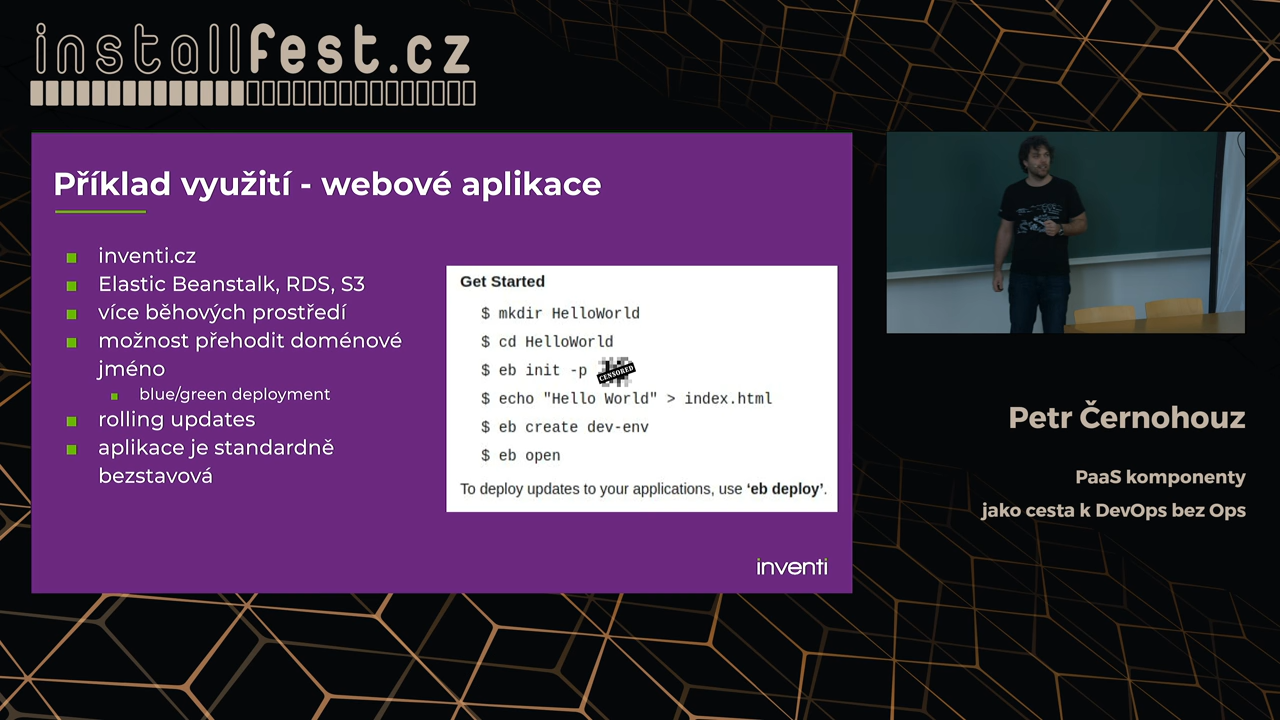 installfest.cz
Příklad využití - webové aplikace
inventi.cz
Elastic Beanstalk, RDS, S3
více běhových prostředí
možnost přehodit doménové
jméno
blue/green deployment
rolling updates
aplikace je standardně
bezstavová
Get Started
$ mkdir HelloWorld
$ cd HelloWorld
$ eb init -p CENSORED
$ echo "Hello World" > index.html
$ eb create dev-env
$ eb open
To deploy updates to your applications, use ‘eb deploy’.
inventi
Petr Černohouz
PaaS komponenty
jako cesta k DevOps bez Ops